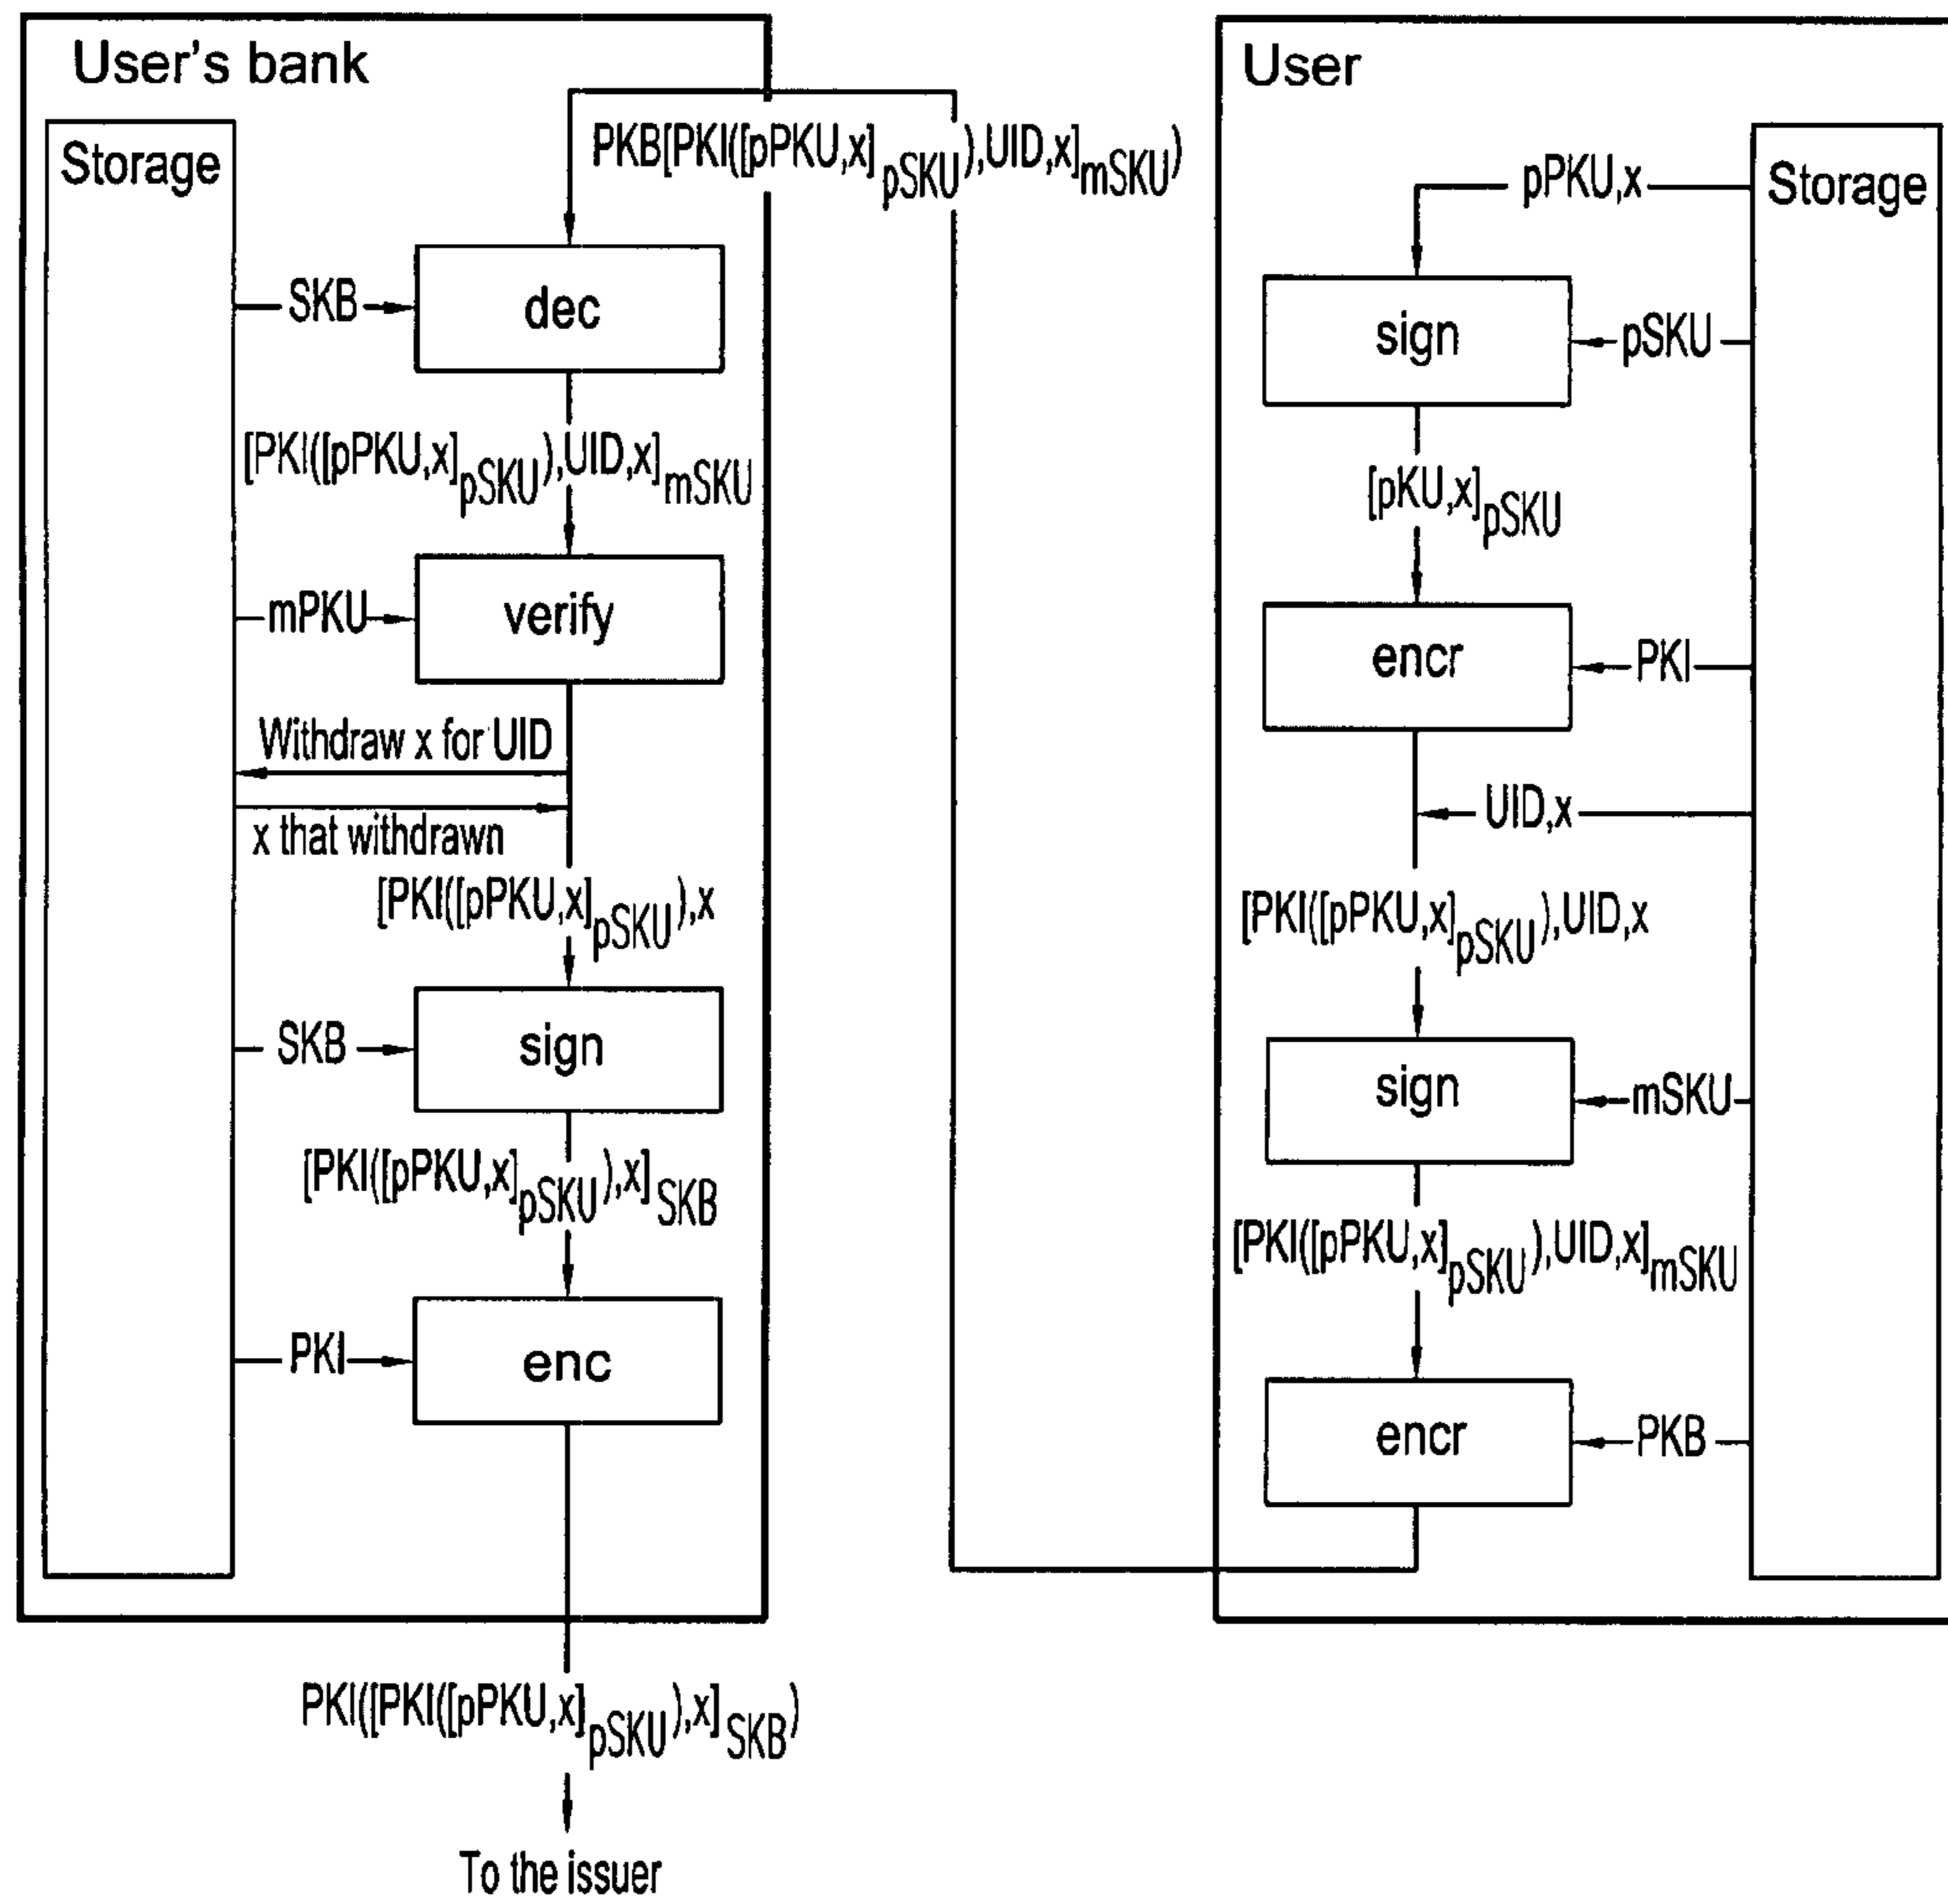 User's bank
Storage
PKB[PKI([pPKU,x]pSKU),UID,x]mSKU)
SKB
dec
[PKI([pPKU,x]pSKU),UID,x]mSKU
mPKU
verify
Withdraw x for UID
x that withdrawn
[PKI([pPKU,x]pSKU),x
SKB
sign
[PKI([pPKU,x]pSKU),x]SKB
PKI
enc
PKI([PKI([pPKU,x]pSKU),x]SKB)
To the issuer
User
Storage
pPKU,x
sign
pSKU
[pKU,x]pSKU
encr
PKI
UID,x
[PKI([pPKU,x]pSKU),UID,x
sign
mSKU
[PKI([pPKU,x]pSKU),UID,x]mSKU
encr
PKB